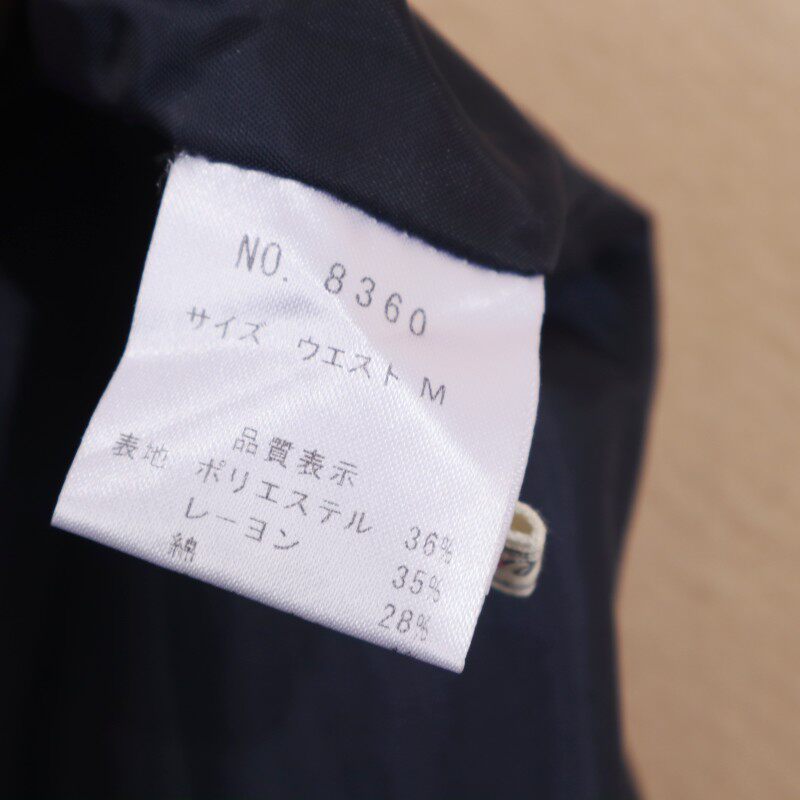 NO. 8360
サイズ ウエスト M
品質表示
表地 ポリエステル 36%
レーヨン 35%
綿 28%